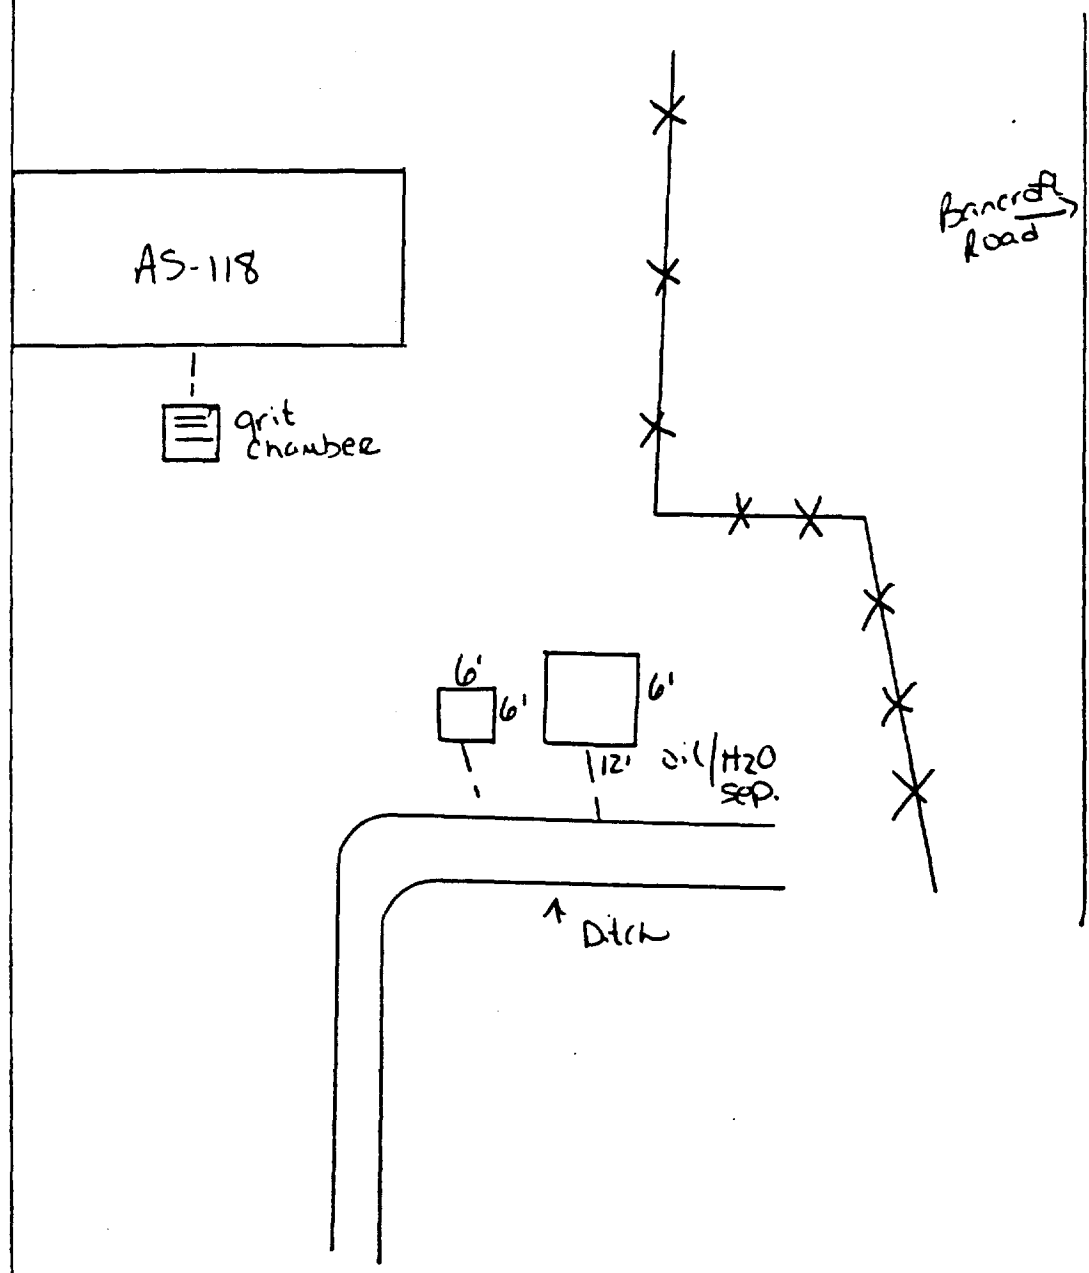 Bancroft
Road
AS-118
grit
chamber
6'
6'
6'
12'
oil/H2O
sep.
Ditch